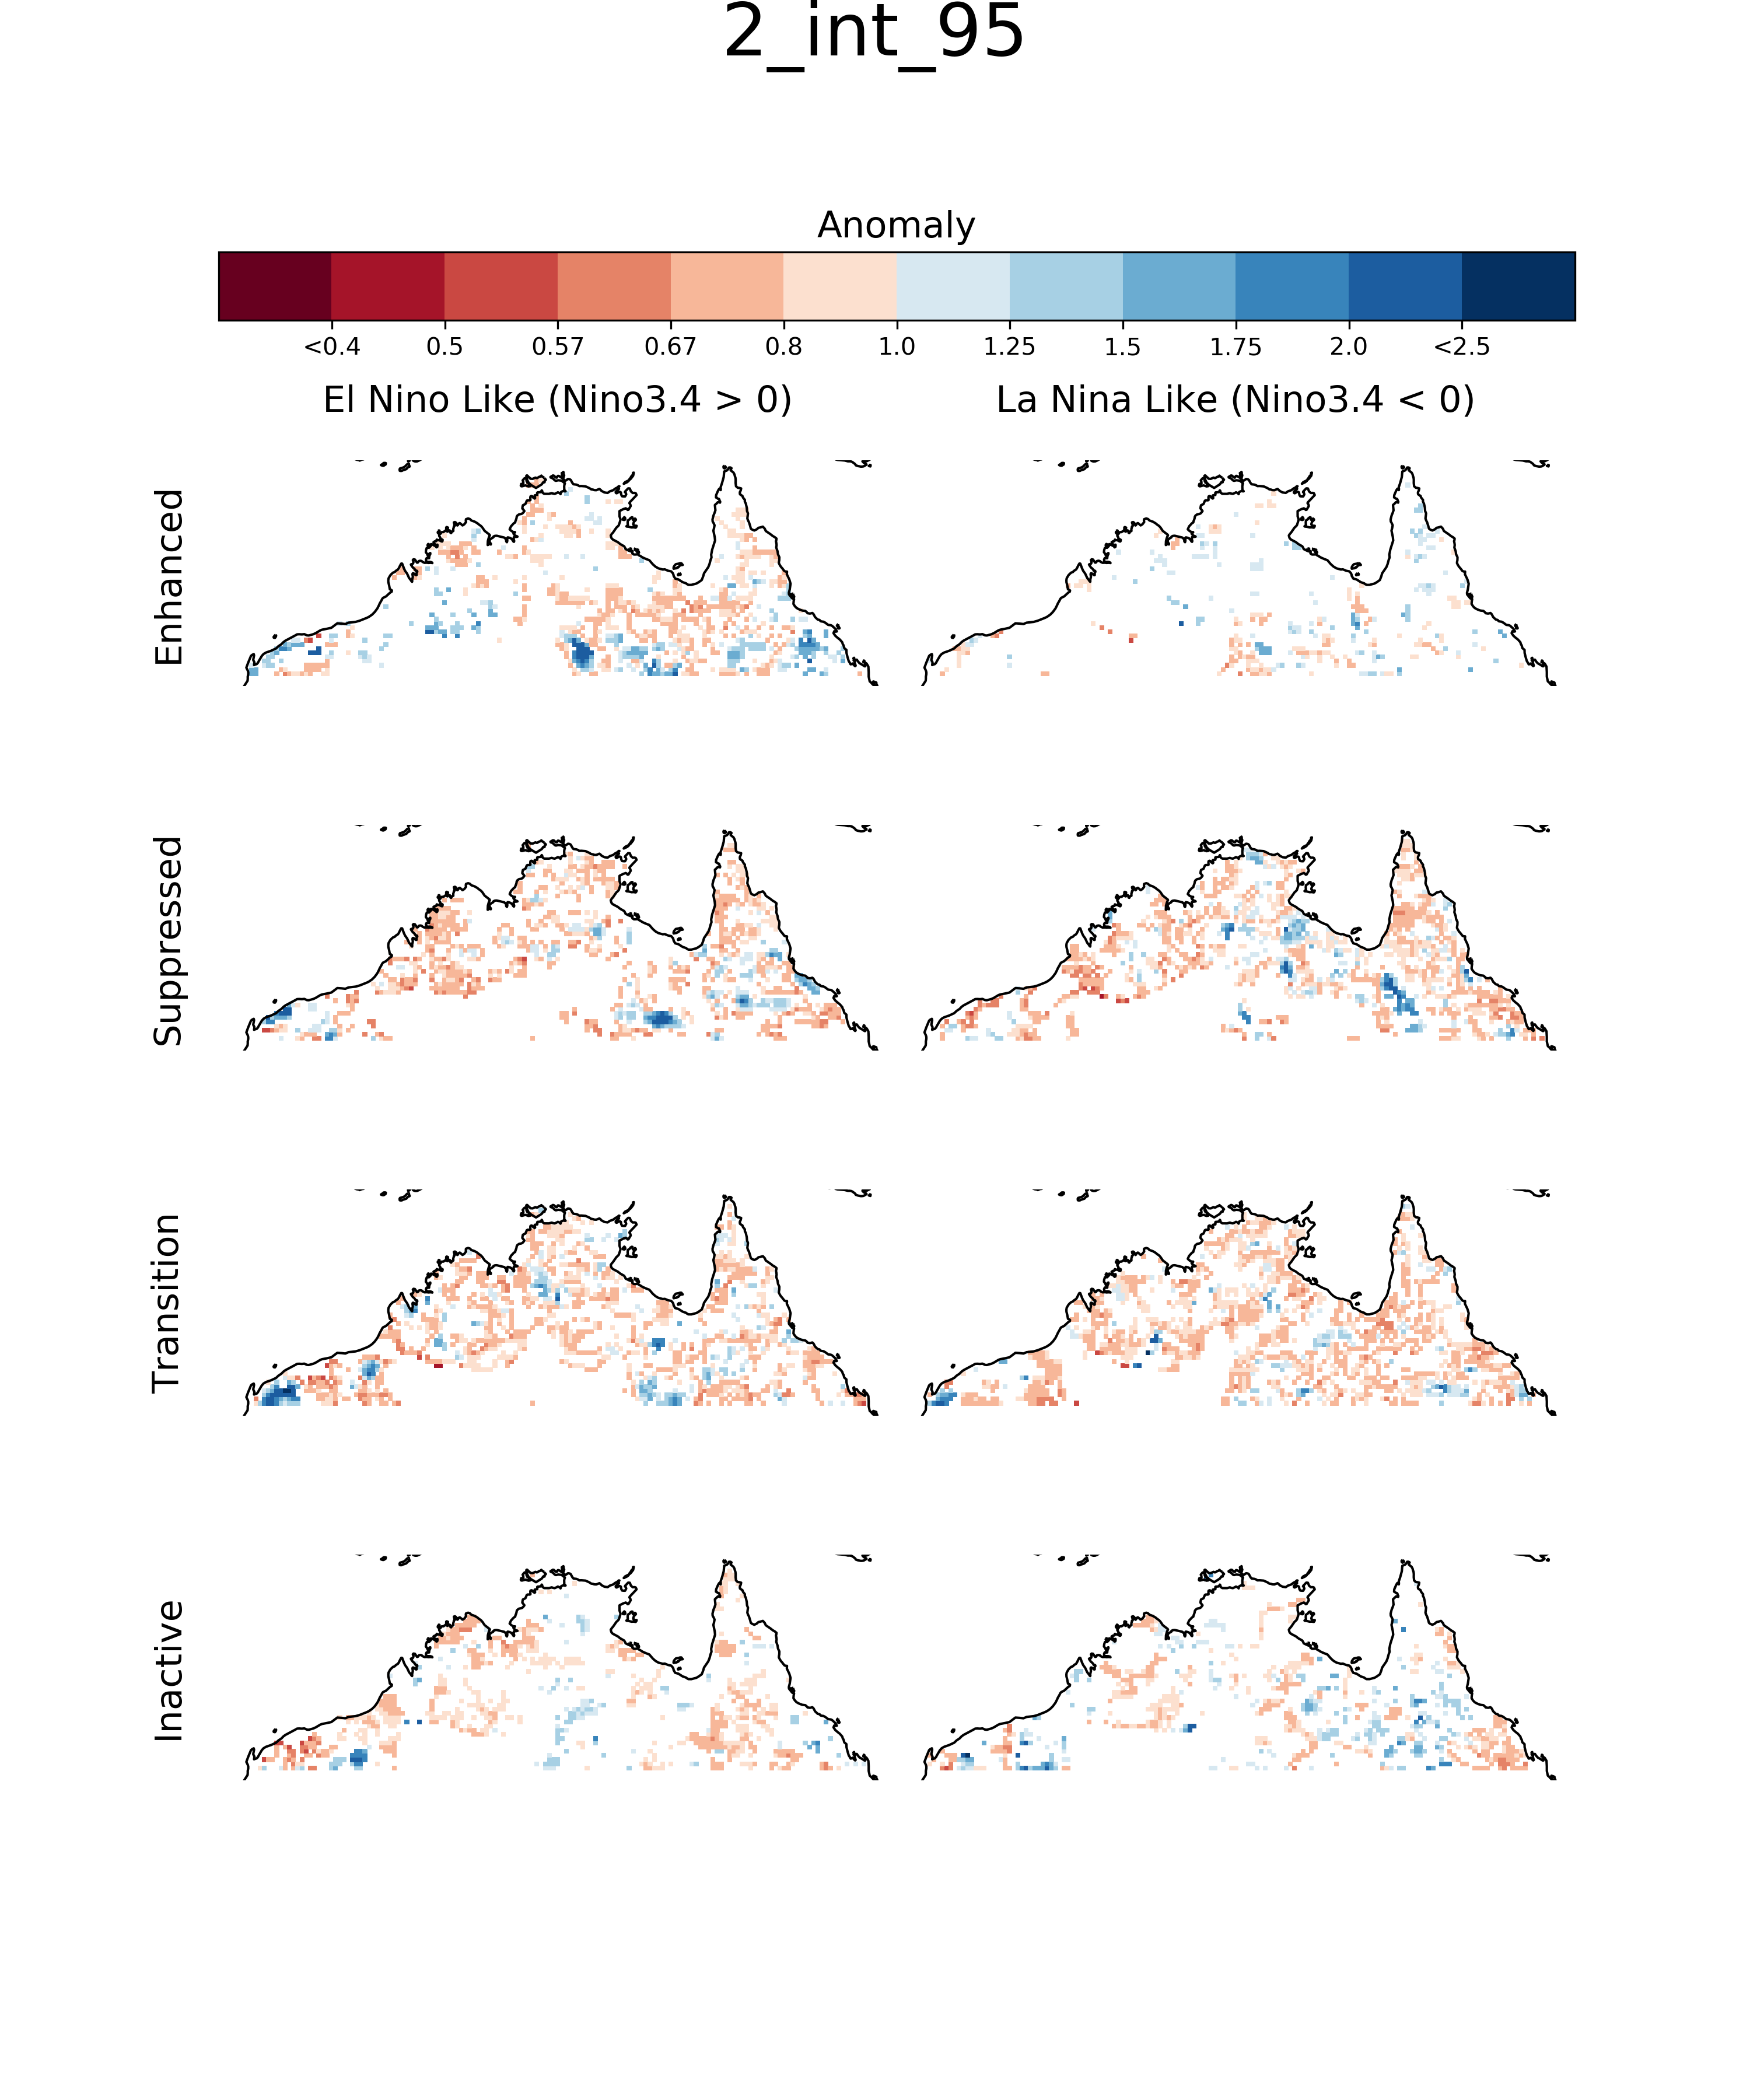 2_int_95
Anomaly
<0.4 0.5 0.57 0.67 0.8 1.0 1.25 1.5 1.75 2.0 <2.5
El Nino Like (Nino3.4 > 0) La Nina Like (Nino3.4 < 0)
Enhanced
Suppressed
Transition
Inactive